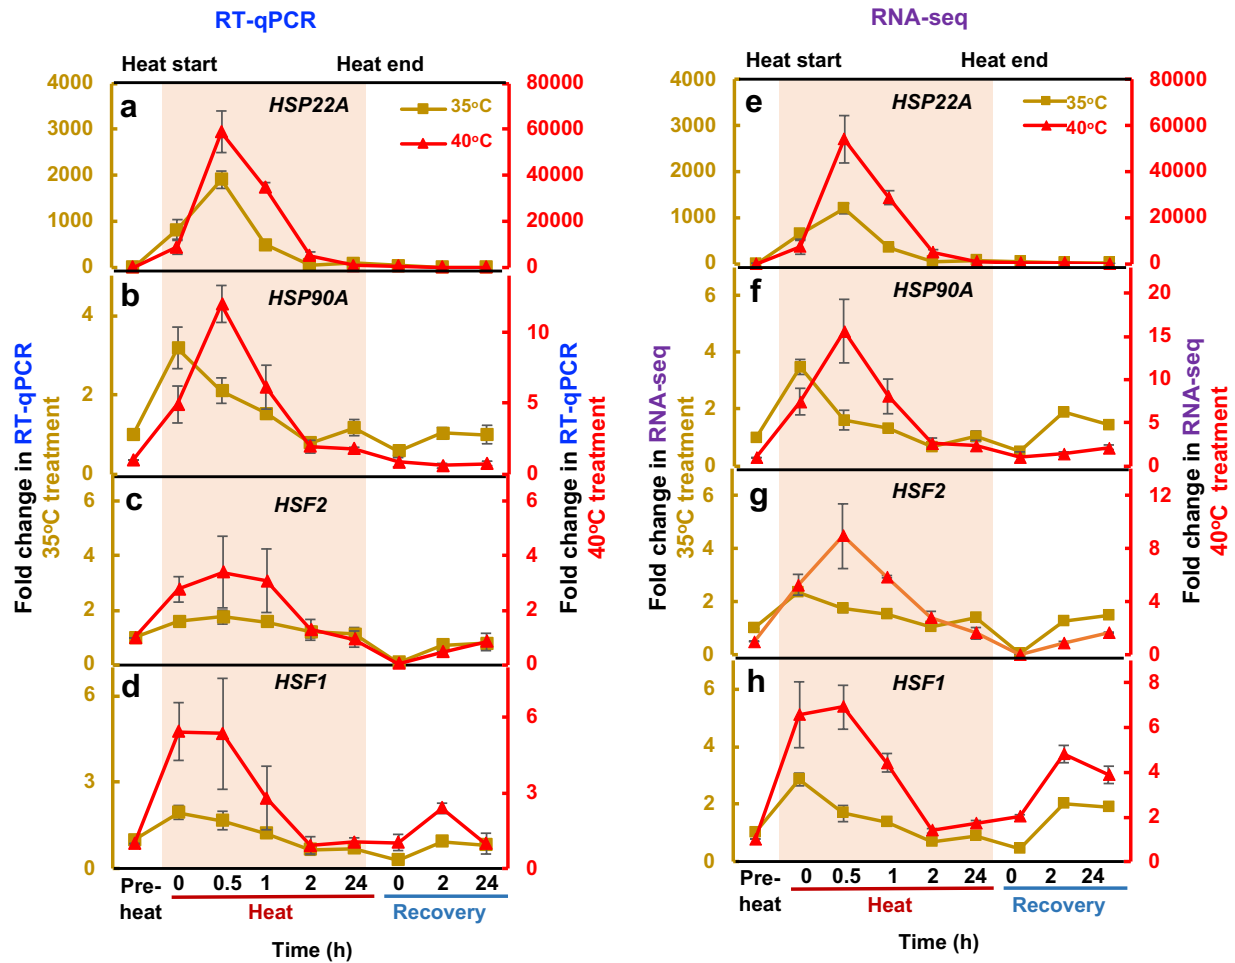 RT-qPCR
RNA-seq
Heat start
Heat end
Heat start
Heat end
Fold change in RT-qPCR
35°C treatment
4000
3000
2000
1000
0
a
HSP22A
35°C
40°C
80000
60000
40000
20000
0
4
2
0
b
HSP90A
10
5
0
6
4
2
0
c
HSF2
6
4
2
0
6
3
0
d
HSF1
6
3
0
Fold change in RT-qPCR
40°C treatment
Pre-
heat
0
0.5
1
2
24
0
2
24
Heat
Recovery
Time (h)
Fold change in RNA-seq
35°C treatment
4000
3000
2000
1000
0
e
HSP22A
35°C
40°C
80000
60000
40000
20000
0
6
4
2
0
f
HSP90A
20
15
10
5
0
6
4
2
0
g
HSF2
12
8
4
0
6
4
2
0
h
HSF1
8
6
4
2
0
Fold change in RNA-seq
40°C treatment
Pre-
heat
0
0.5
1
2
24
0
2
24
Heat
Recovery
Time (h)